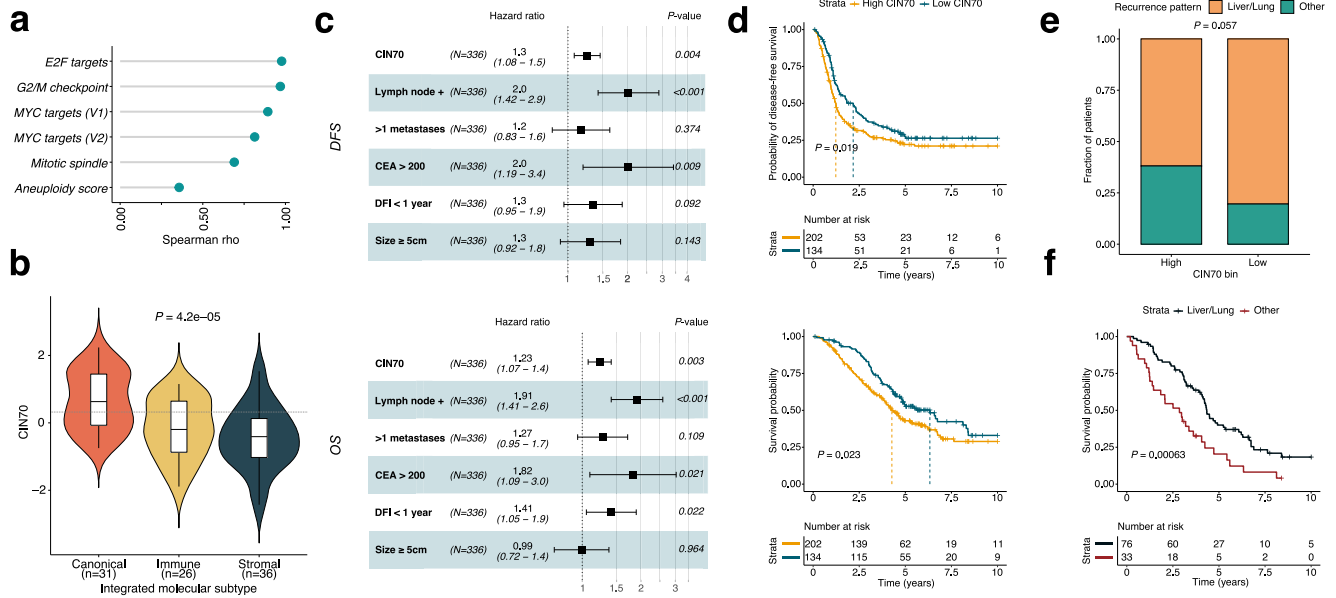 a
E2F targets
G2/M checkpoint
MYC targets (V1)
MYC targets (V2)
Mitotic spindle
Aneuploidy score
0.00
0.50
1.00
Spearman rho
b
P = 4.2e−05
CIN70
2
0
−2
Canonical
(n=31)
Immune
(n=26)
Stromal
(n=36)
Integrated molecular subtype
c
Hazard ratio
P-value
DFS
CIN70 (N=336) 1.3 0.004
(1.08 − 1.5)
Lymph node + (N=336) 2.0 <0.001
(1.42 − 2.9)
>1 metastases (N=336) 1.2 0.374
(0.83 − 1.6)
CEA > 200 (N=336) 2.0 0.009
(1.19 − 3.4)
DFI < 1 year (N=336) 1.3 0.092
(0.95 − 1.9)
Size ≥ 5cm (N=336) 1.3 0.143
(0.92 − 1.8)
1 1.5 2 3 4
Hazard ratio
P-value
OS
CIN70 (N=336) 1.23 0.003
(1.07 − 1.4)
Lymph node + (N=336) 1.91 <0.001
(1.41 − 2.6)
>1 metastases (N=336) 1.27 0.109
(0.95 − 1.7)
CEA > 200 (N=336) 1.82 0.021
(1.09 − 3.0)
DFI < 1 year (N=336) 1.41 0.022
(1.05 − 1.9)
Size ≥ 5cm (N=336) 0.99 0.964
(0.72 − 1.4)
1 1.5 2 3
d
Strata High CIN70 Low CIN70
Probability of disease-free survival
1.00
0.75
0.50
0.25
0.00
P = 0.019
0 2.5 5 7.5 10
Number at risk
Strata
202 53 23 12 6
134 51 21 6 1
0 2.5 5.0 7.5 10
Time (years)
Survival probability
1.00
0.75
0.50
0.25
0.00
P = 0.023
0 2.5 5 7.5 10
Number at risk
Strata
202 139 62 19 11
134 115 55 20 9
0 2.5 5.0 7.5 10
Time (years)
e
Recurrence pattern Liver/Lung Other
P = 0.057
Fraction of patients
1.00
0.75
0.50
0.25
0.00
High
Low
CIN70 bin
f
Strata Liver/Lung Other
Survival probability
1.00
0.75
0.50
0.25
0.00
P = 0.00063
0 2.5 5 7.5 10
Number at risk
Strata
76 60 27 10 5
33 18 5 2 0
0 2.5 5.0 7.5 10
Time (years)